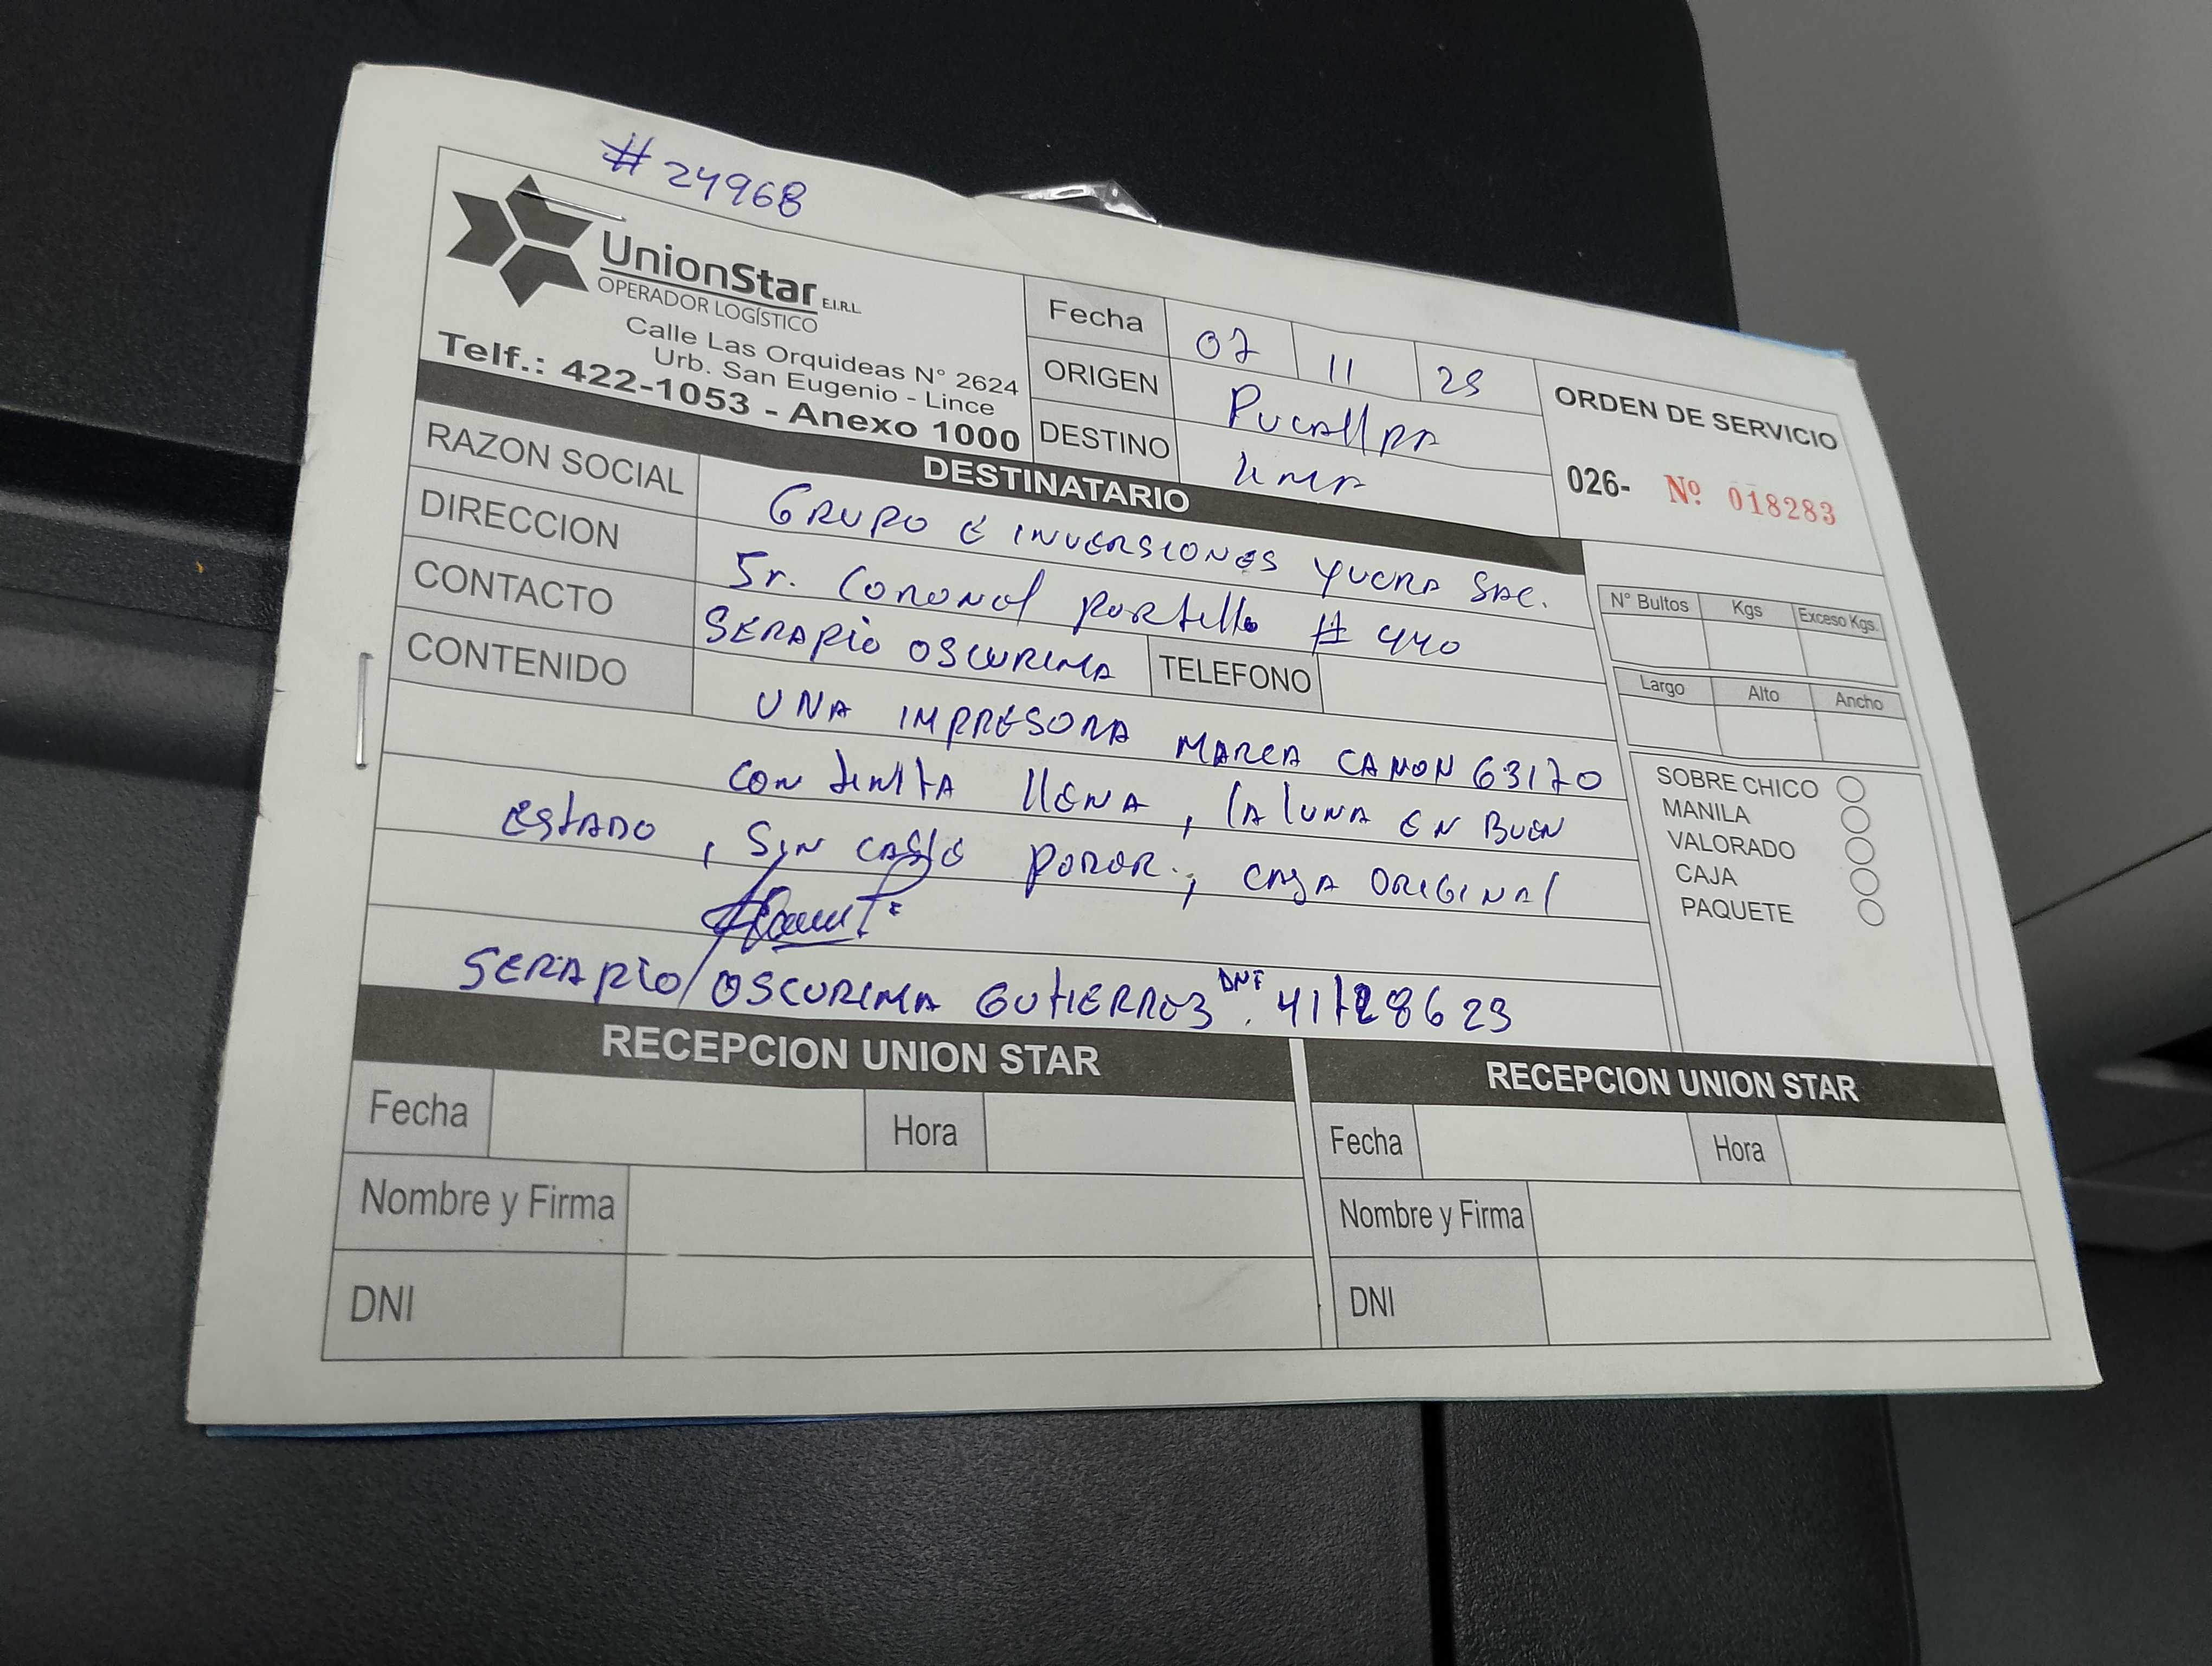 # 24968
UnionStar E.I.R.L
OPERADOR LOGÍSTICO
Calle Las Orquideas N° 2624
Urb. San Eugenio - Lince
Telf.: 422-1053 - Anexo 1000
Fecha 07 11 25
ORIGEN Pucallpa
DESTINO Lima
ORDEN DE SERVICIO
026- Nº 018283
DESTINATARIO
RAZON SOCIAL GRUPO E INVERSIONES YUCRA SAC.
DIRECCION Jr. Coronel Portillo # 440
CONTACTO SERAPIO OSCURIMA TELEFONO
CONTENIDO UNA IMPRESORA MARCA CANON G3170
CON tinta llena, la luna en BUEN
estado, SIN cable PODER., CAJA ORIGINAL
SERAPIO OSCURIMA GUTIERREZ DNI. 41728623
N° Bultos Kgs Exceso Kgs.
Largo Alto Ancho
SOBRE CHICO
MANILA
VALORADO
CAJA
PAQUETE
RECEPCION UNION STAR
Fecha Hora
Nombre y Firma
DNI
RECEPCION UNION STAR
Fecha Hora
Nombre y Firma
DNI